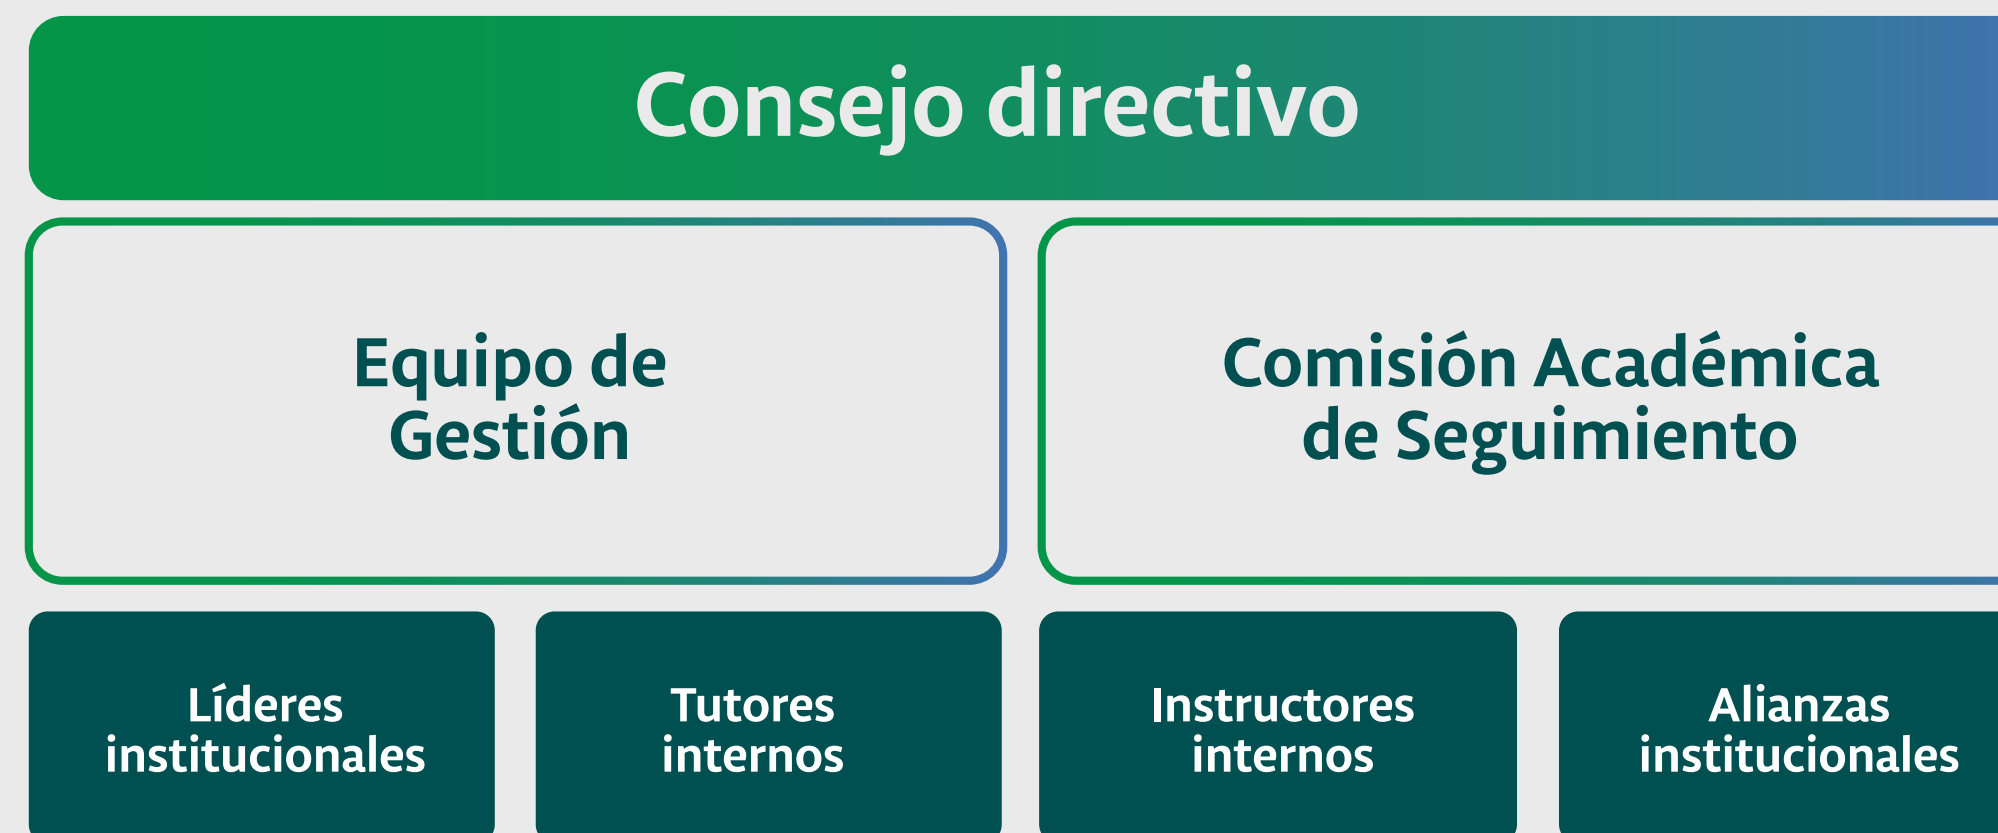 Consejo directivo
Equipo de
Gestión
Comisión Académica
de Seguimiento
Líderes
institucionales
Tutores
internos
Instructores
internos
Alianzas
institucionales